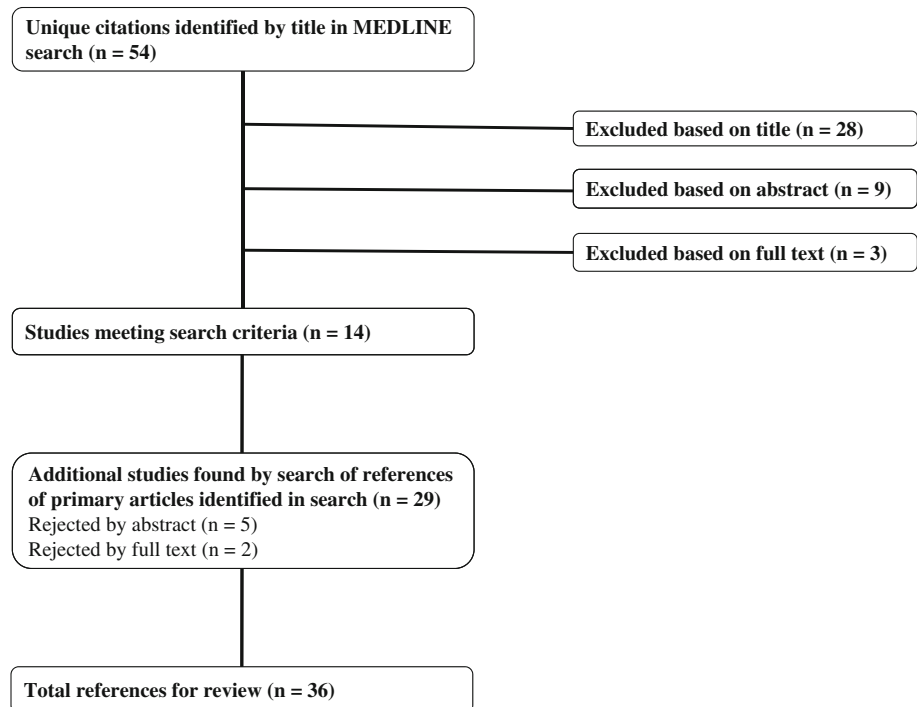 Unique citations identified by title in MEDLINE
search (n = 54)
Excluded based on title (n = 28)
Excluded based on abstract (n = 9)
Excluded based on full text (n = 3)
Studies meeting search criteria (n = 14)
Additional studies found by search of references
of primary articles identified in search (n = 29)
Rejected by abstract (n = 5)
Rejected by full text (n = 2)
Total references for review (n = 36)